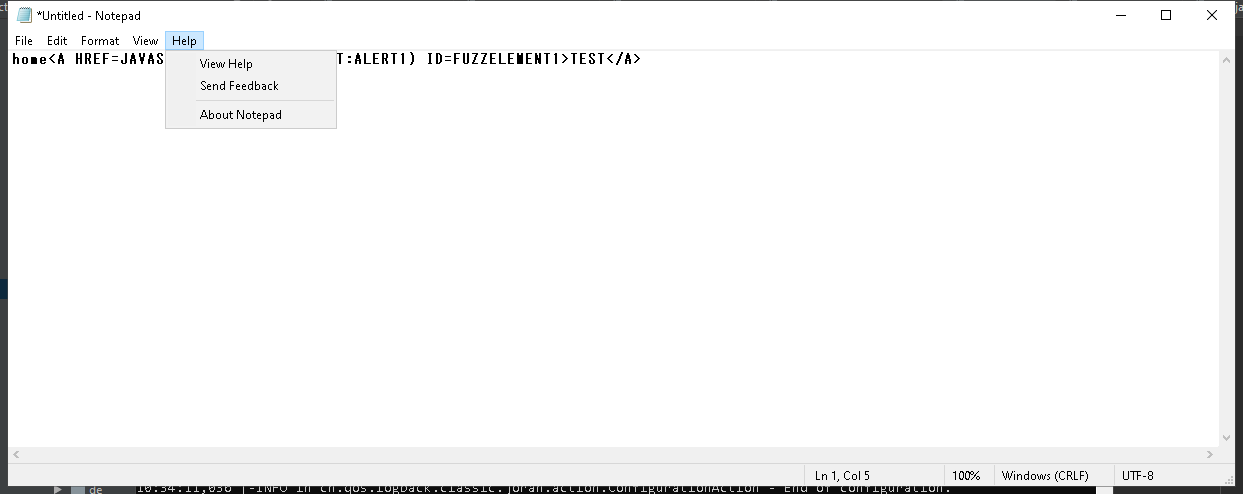 *Untitled - Notepad
File Edit Format View Help
home<A HREF=JAVAS T:ALERT1) ID=FUZZELEMENT1>TEST</A>
View Help
Send Feedback
About Notepad
Ln 1, Col 5 100% Windows (CRLF) UTF-8
de 10:54:11,036 |-INFO in ch.qos.logback.classic.joran.action.ConfigurationAction - End of configuration.